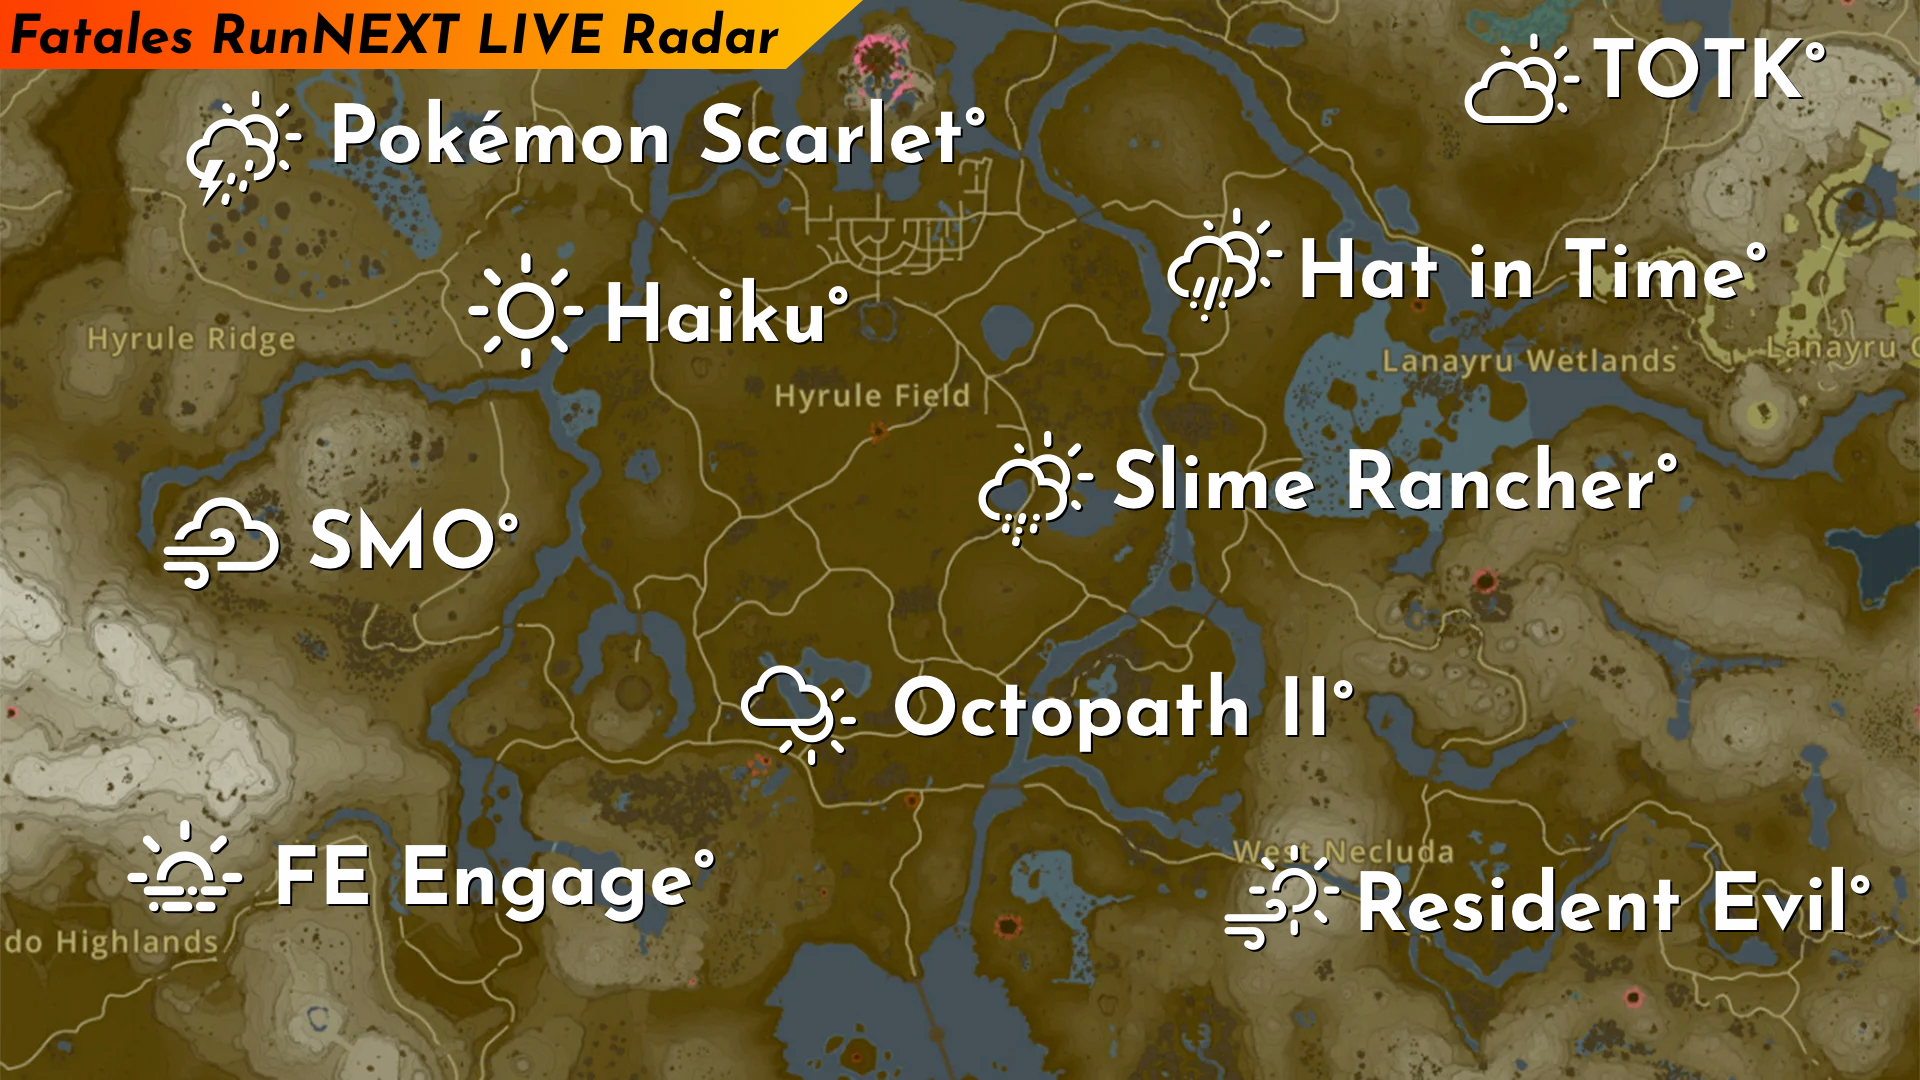 Fatales RunNEXT LIVE Radar
TOTK°
Pokémon Scarlet°
Hat in Time°
Haiku°
Hyrule Ridge
Lanayru Wetlands
Lanayru
Hyrule Field
Slime Rancher°
SMO°
Octopath II°
West Necluda
FE Engage°
Resident Evil°
do Highlands